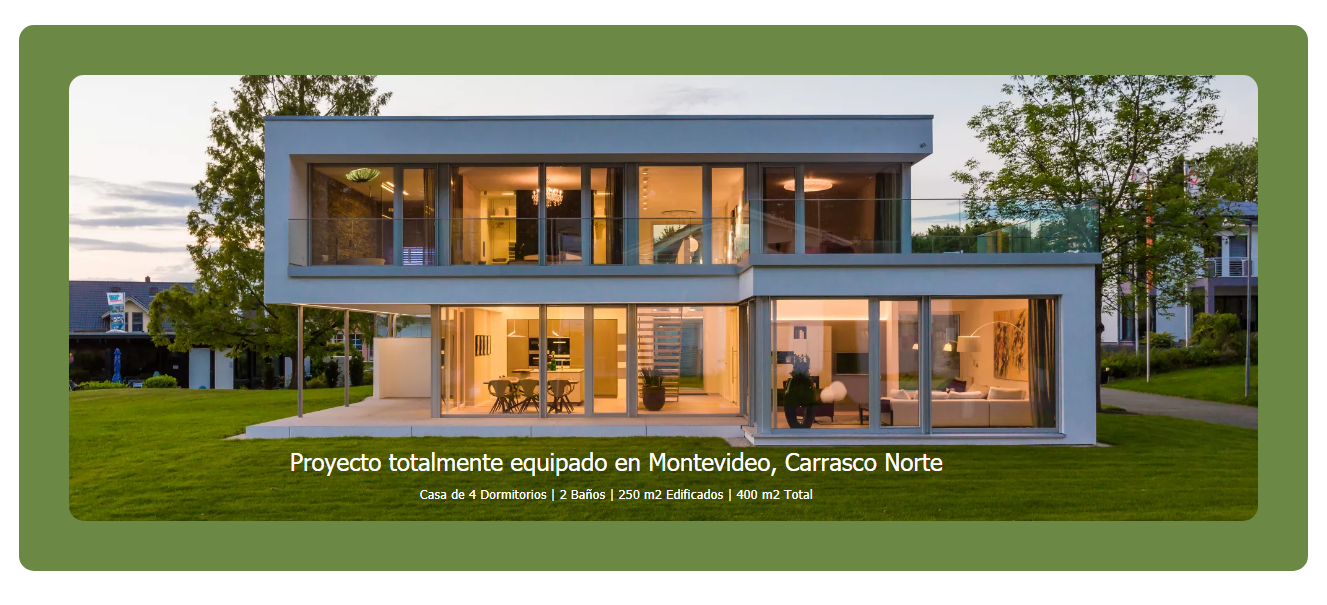 Proyecto totalmente equipado en Montevideo, Carrasco Norte
Casa de 4 Dormitorios | 2 Baños | 250 m2 Edificados | 400 m2 Total